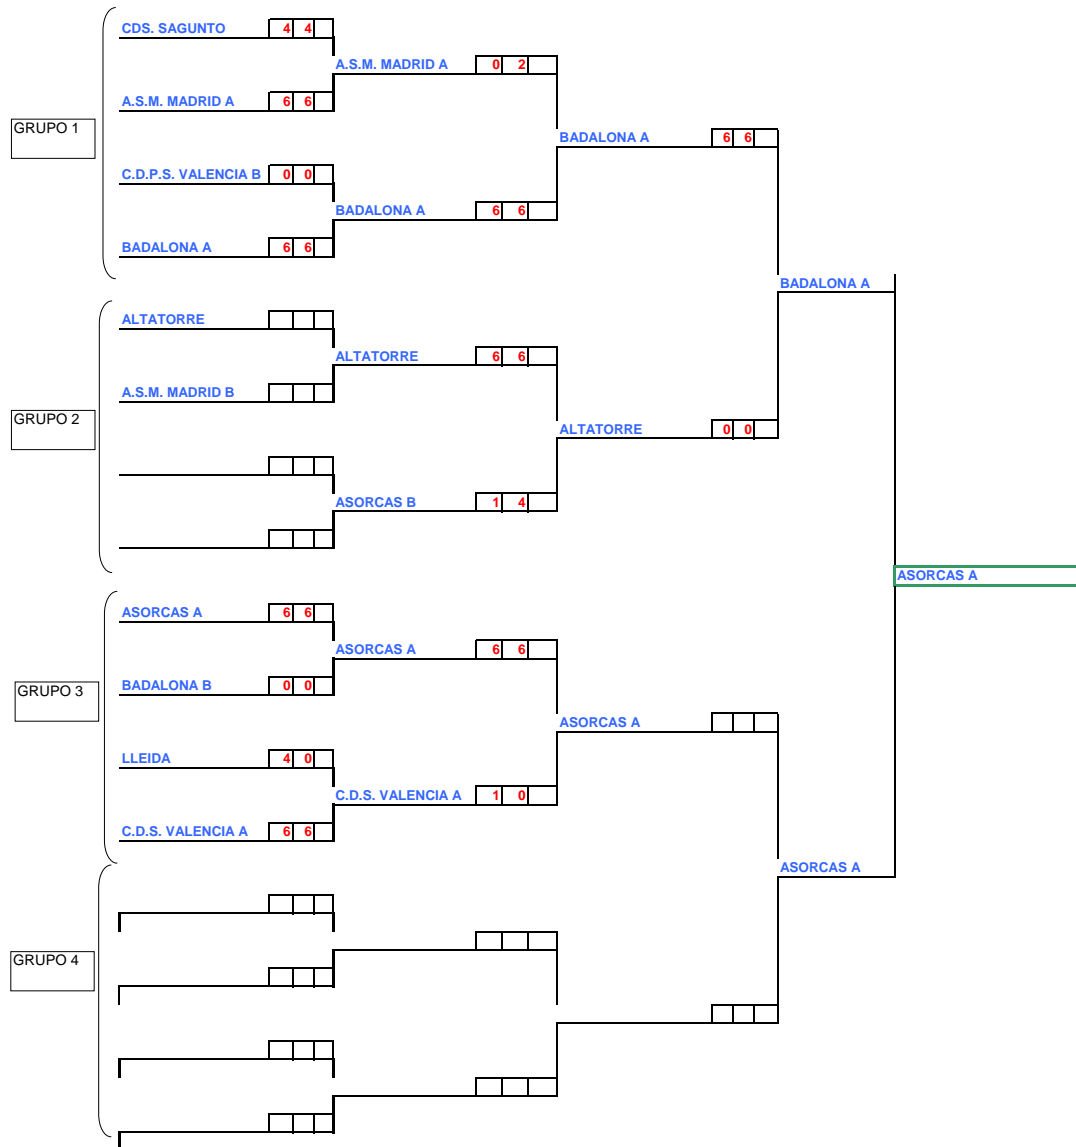 CDS. SAGUNTO 4 4
A.S.M. MADRID A 0 2
A.S.M. MADRID A 6 6
GRUPO 1
BADALONA A 6 6
C.D.P.S. VALENCIA B 0 0
BADALONA A 6 6
BADALONA A 6 6
BADALONA A
ALTATORRE
ALTATORRE 6 6
A.S.M. MADRID B
GRUPO 2
ALTATORRE 0 0
ASORCAS B 1 4
ASORCAS A
ASORCAS A 6 6
ASORCAS A 6 6
BADALONA B 0 0
GRUPO 3
ASORCAS A
LLEIDA 4 0
C.D.S. VALENCIA A 1 0
C.D.S. VALENCIA A 6 6
ASORCAS A
GRUPO 4